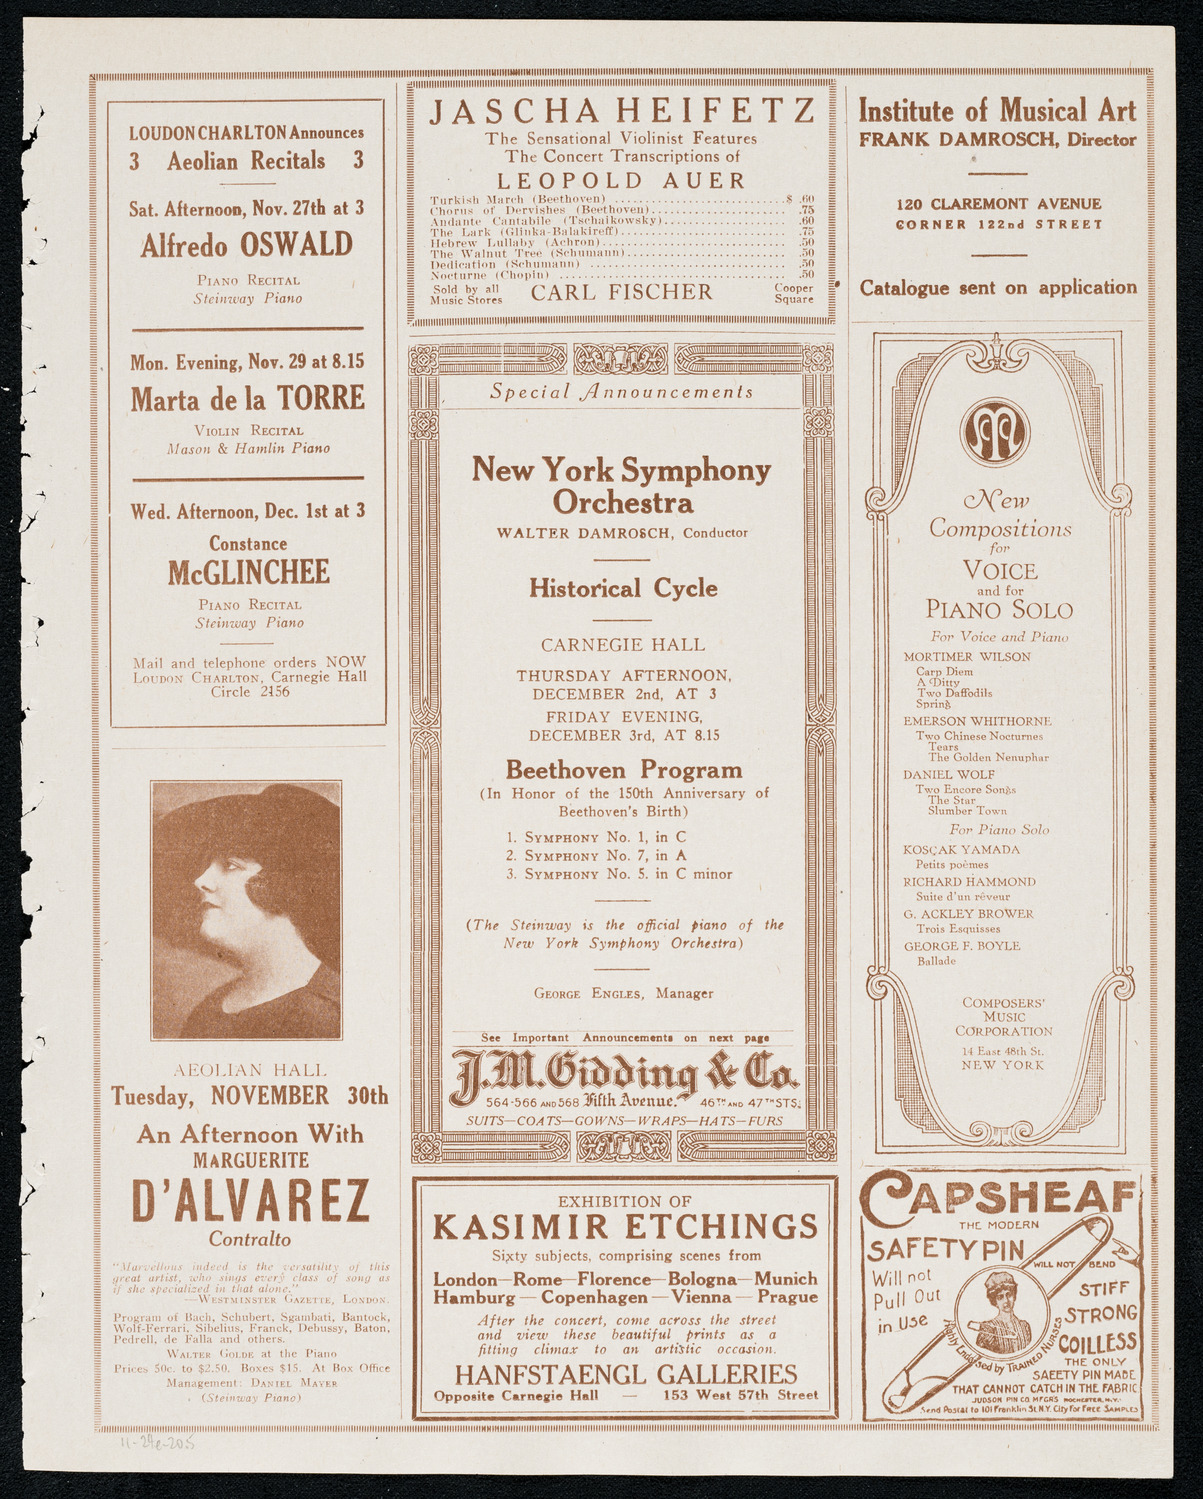 LOUDON CHARLTON Announces
3 Aeolian Recitals 3
Sat. Afternoon, Nov. 27th at 3
Alfredo OSWALD
PIANO RECITAL
Steinway Piano
Mon. Evening, Nov. 29 at 8.15
Marta de la TORRE
VIOLIN RECITAL
Mason & Hamlin Piano
Wed. Afternoon, Dec. 1st at 3
Constance
McGLINCHEE
PIANO RECITAL
Steinway Piano
Mail and telephone orders NOW
LOUDON CHARLTON, Carnegie Hall
Circle 2456
AEOLIAN HALL
Tuesday, NOVEMBER 30th
An Afternoon With
MARGUERITE
D'ALVAREZ
Contralto
"Marvellous indeed is the versatility of this
great artist, who sings every class of song as
if she specialized in that alone."
—WESTMINSTER GAZETTE, LONDON.
Program of Bach, Schubert, Sgambati, Bantock,
Wolf-Ferrari, Sibelius, Franck, Debussy, Baton,
Pedrell, de Falla and others.
WALTER GOLDE at the Piano
Prices 50c. to $2.50. Boxes $15. At Box Office
Management: DANIEL MAYER
(Steinway Piano)
JASCHA HEIFETZ
The Sensational Violinist Features
The Concert Transcriptions of
LEOPOLD AUER
Turkish March (Beethoven) ........ $ .60
Chorus of Dervishes (Beethoven)........ .75
Andante Cantabile (Tschaikowsky)........ .60
The Lark (Glinka-Balakireff)........ .75
Hebrew Lullaby (Achron)........ .50
The Walnut Tree (Schumann)........ .50
Dedication (Schumann) ........ .50
Nocturne (Chopin) ........ .50
Sold by all Music Stores CARL FISCHER Cooper Square
Special Announcements
New York Symphony
Orchestra
WALTER DAMROSCH, Conductor
Historical Cycle
CARNEGIE HALL
THURSDAY AFTERNOON,
DECEMBER 2nd, AT 3
FRIDAY EVENING,
DECEMBER 3rd, AT 8.15
Beethoven Program
(In Honor of the 150th Anniversary of
Beethoven's Birth)
1. SYMPHONY No. 1, in C
2. SYMPHONY No. 7, in A
3. SYMPHONY No. 5. in C minor
(The Steinway is the official piano of the
New York Symphony Orchestra)
GEORGE ENGLES, Manager
See Important Announcements on next page
J.M. Gidding & Co.
564-566 AND 568 Fifth Avenue. 46TH AND 47TH STS.
SUITS—COATS—GOWNS—WRAPS—HATS—FURS
EXHIBITION OF
KASIMIR ETCHINGS
Sixty subjects, comprising scenes from
London—Rome—Florence—Bologna—Munich
Hamburg—Copenhagen—Vienna—Prague
After the concert, come across the street
and view these beautiful prints as a
fitting climax to an artistic occasion.
HANFSTAENGL GALLERIES
Opposite Carnegie Hall — 153 West 57th Street
Institute of Musical Art
FRANK DAMROSCH, Director
120 CLAREMONT AVENUE
CORNER 122nd STREET
Catalogue sent on application
New
Compositions
for
VOICE
and for
PIANO SOLO
For Voice and Piano
MORTIMER WILSON
Carp Diem
A Ditty
Two Daffodils
Spring
EMERSON WHITHORNE
Two Chinese Nocturnes
Tears
The Golden Nenuphar
DANIEL WOLF
Two Encore Songs
The Star
Slumber Town
For Piano Solo
KOSÇAK YAMADA
Petits poèmes
RICHARD HAMMOND
Suite d'un rêveur
G. ACKLEY BROWER
Trois Esquisses
GEORGE F. BOYLE
Ballade
COMPOSERS'
MUSIC
CORPORATION
14 East 48th St.
NEW YORK
CAPSHEAF
THE MODERN
SAFETY PIN
WILL NOT BEND
Will not
Pull Out
in Use
STIFF
STRONG
COILLESS
Highly Endorsed by TRAINED NURSES
THE ONLY
SAFETY PIN MADE
THAT CANNOT CATCH IN THE FABRIC
JUDSON PIN CO. MFGRS ROCHESTER, N.Y.
Send Postal to 101 Franklin St. N.Y. City for FREE SAMPLES